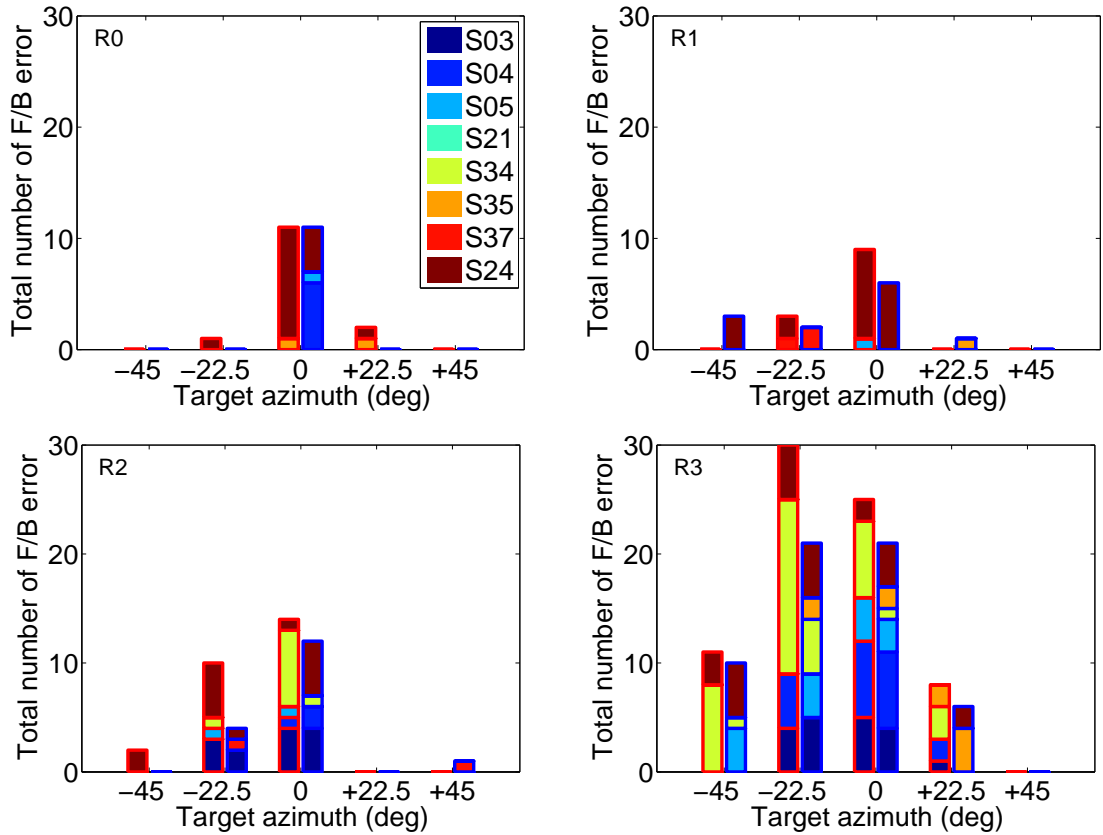 R0
Total number of F/B error
30
20
10
0
S03
S04
S05
S21
S34
S35
S37
S24
−45 −22.5 0 +22.5 +45
Target azimuth (deg)
R1
Total number of F/B error
30
20
10
0
−45 −22.5 0 +22.5 +45
Target azimuth (deg)
R2
Total number of F/B error
30
20
10
0
−45 −22.5 0 +22.5 +45
Target azimuth (deg)
R3
Total number of F/B error
30
20
10
0
−45 −22.5 0 +22.5 +45
Target azimuth (deg)